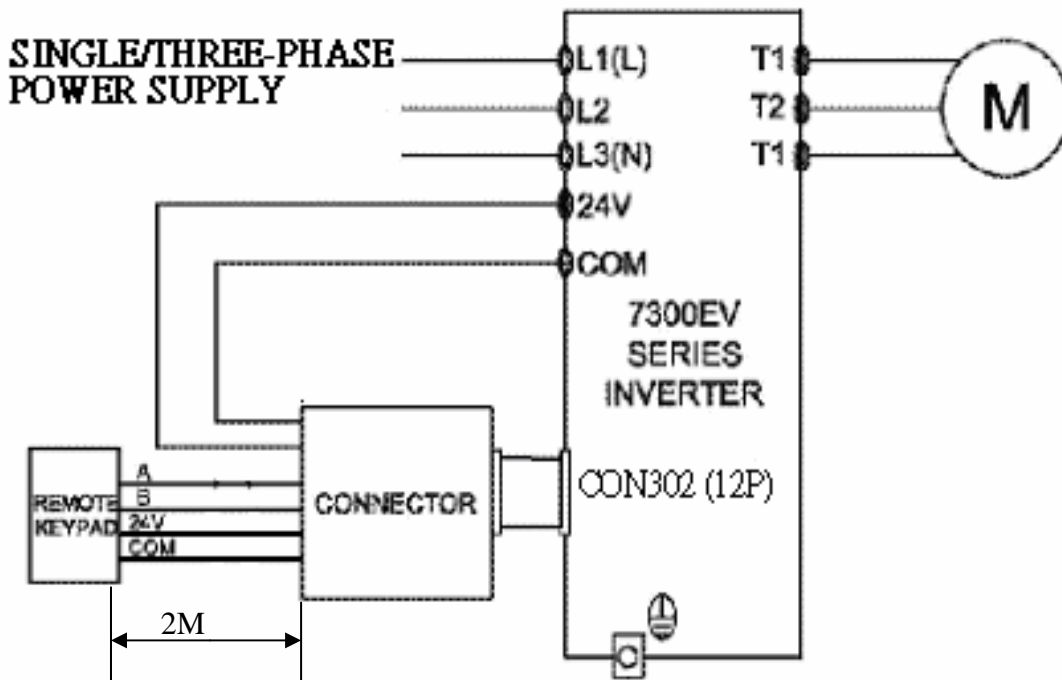 SINGLE/THREE-PHASE
POWER SUPPLY
L1(L)
L2
L3(N)
24V
COM
T1
T2
T1
M
7300EV
SERIES
INVERTER
CON302 (12P)
CONNECTOR
REMOTE
KEYPAD
A
B
24V
COM
2M
C